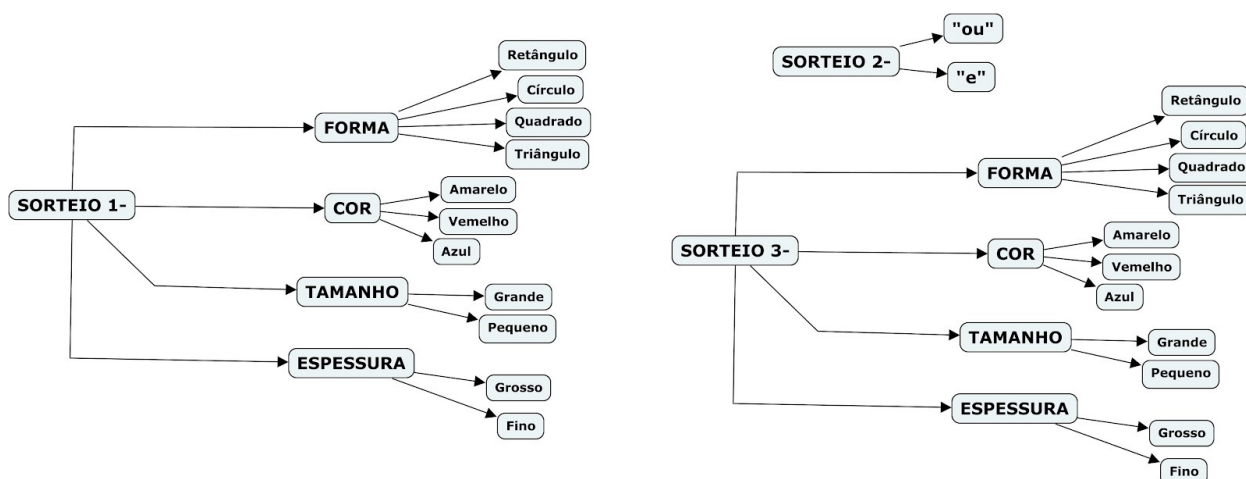 SORTEIO 1-
FORMA
Retângulo
Círculo
Quadrado
Triângulo
COR
Amarelo
Vemelho
Azul
TAMANHO
Grande
Pequeno
ESPESSURA
Grosso
Fino
SORTEIO 2-
"ou"
"e"
SORTEIO 3-
FORMA
Retângulo
Círculo
Quadrado
Triângulo
COR
Amarelo
Vemelho
Azul
TAMANHO
Grande
Pequeno
ESPESSURA
Grosso
Fino